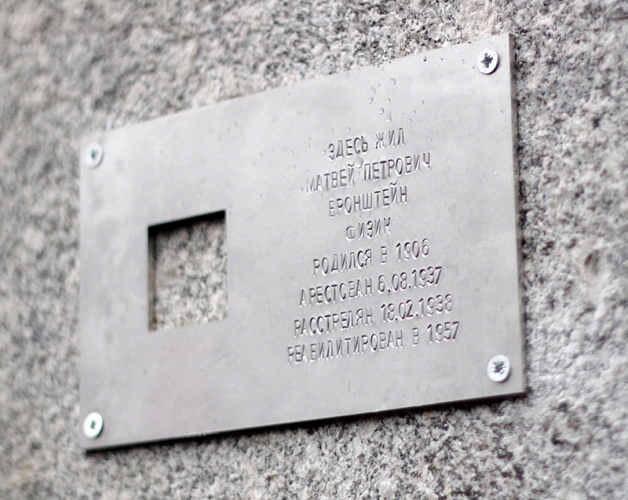 ЗДЕСЬ ЖИЛ
МАТВЕЙ ПЕТРОВИЧ
БРОНШТЕЙН
ФИЗИК
РОДИЛСЯ В 1906
АРЕСТОВАН 6.08.1937
РАССТРЕЛЯН 18.02.1938
РЕАБИЛИТИРОВАН В 1957